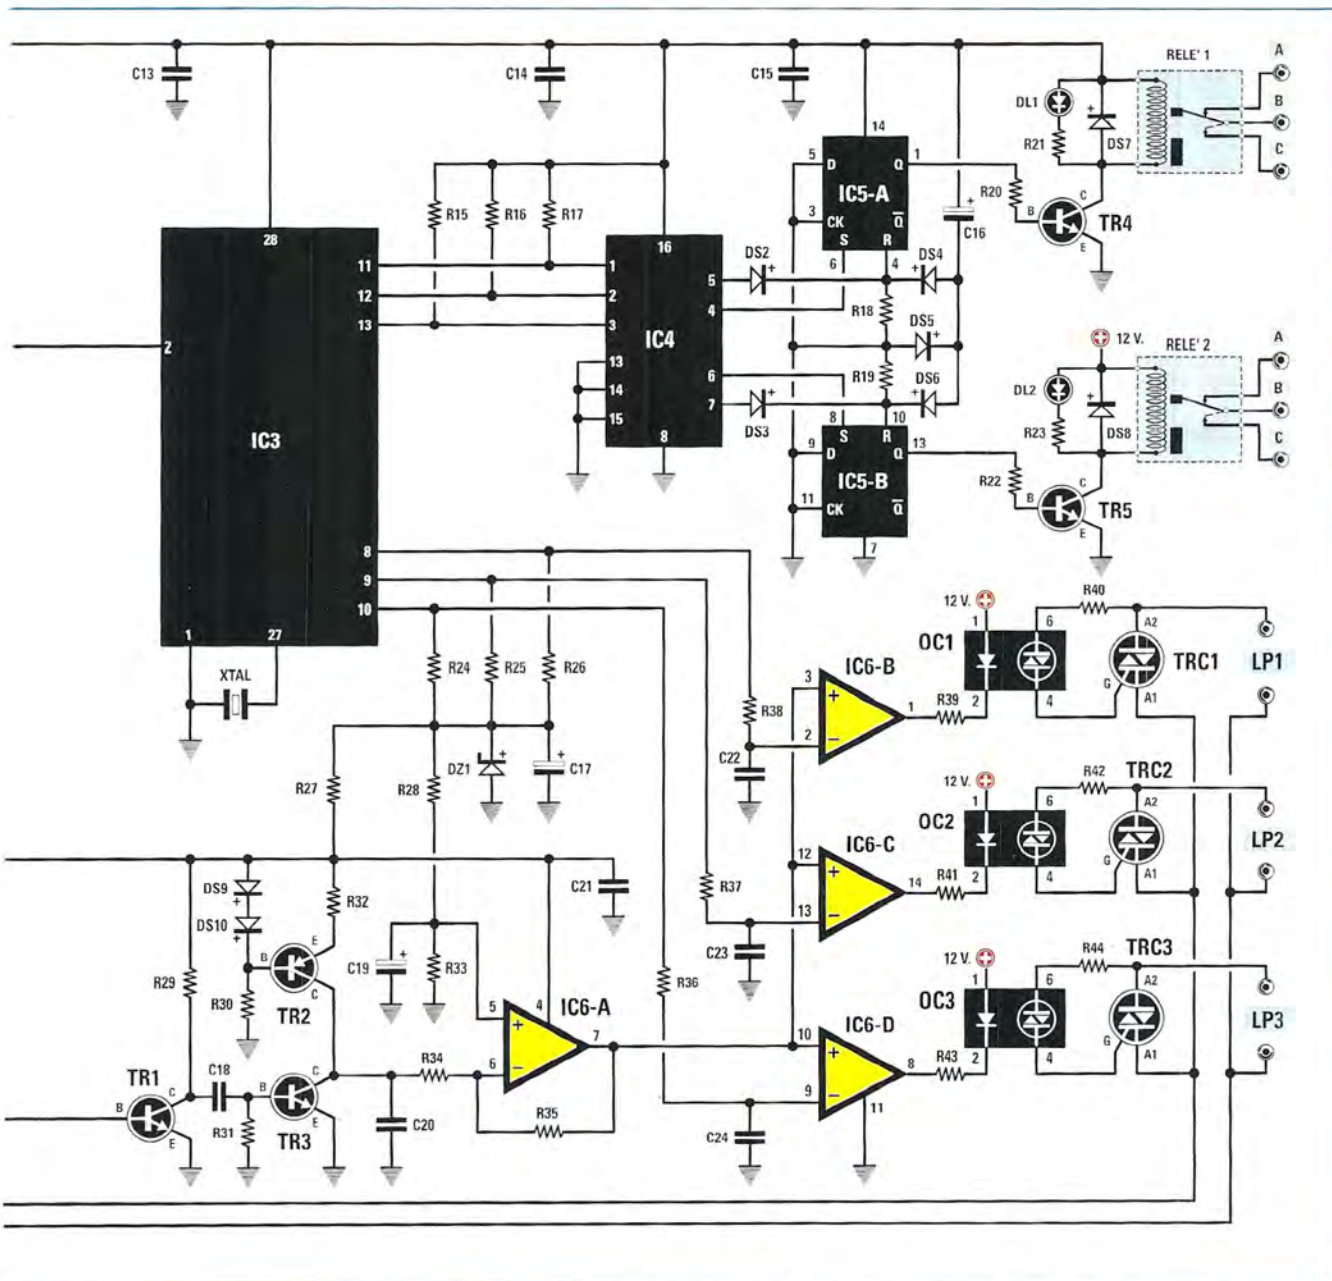 C13
C14
C15
RELE' 1
A
B
C
DL1
R21
DS7
28
R15
R16
R17
16
14
5 D Q 1
IC5-A
3 CK Q
S R
6 4
R20
B C E
TR4
C16
DS2
DS4
11 1
12 2
13 3
5
4
R18
DS5
2
IC3
IC4
13
14
15
6
7
8
R19
DS6
DS3
+ 12 V.
RELE' 2
A
B
C
DL2
R23
DS8
8 10
S R
9 D Q 13
IC5-B
11 CK Q
7
R22
B C E
TR5
8
9
10
1 27
XTAL
R24
R25
R26
R38
R27
R28
DZ1
C17
C22
3 +
2 −
IC6-B
1
R39
12 V. +
1
OC1
2
6
4
R40
A2
G
A1
TRC1
LP1
12 +
13 −
IC6-C
14
R41
12 V. +
1
OC2
2
6
4
R42
A2
G
A1
TRC2
LP2
DS9
DS10
R32
C21
R37
C23
R29
R30
B E C
TR2
C19
R33
R36
5 +
6 −
4
IC6-A
7
10 +
9 −
IC6-D
8
11
R43
12 V. +
1
OC3
2
6
4
R44
A2
G
A1
TRC3
LP3
TR1
B C E
C18
R31
B C E
TR3
R34
R35
C20
C24